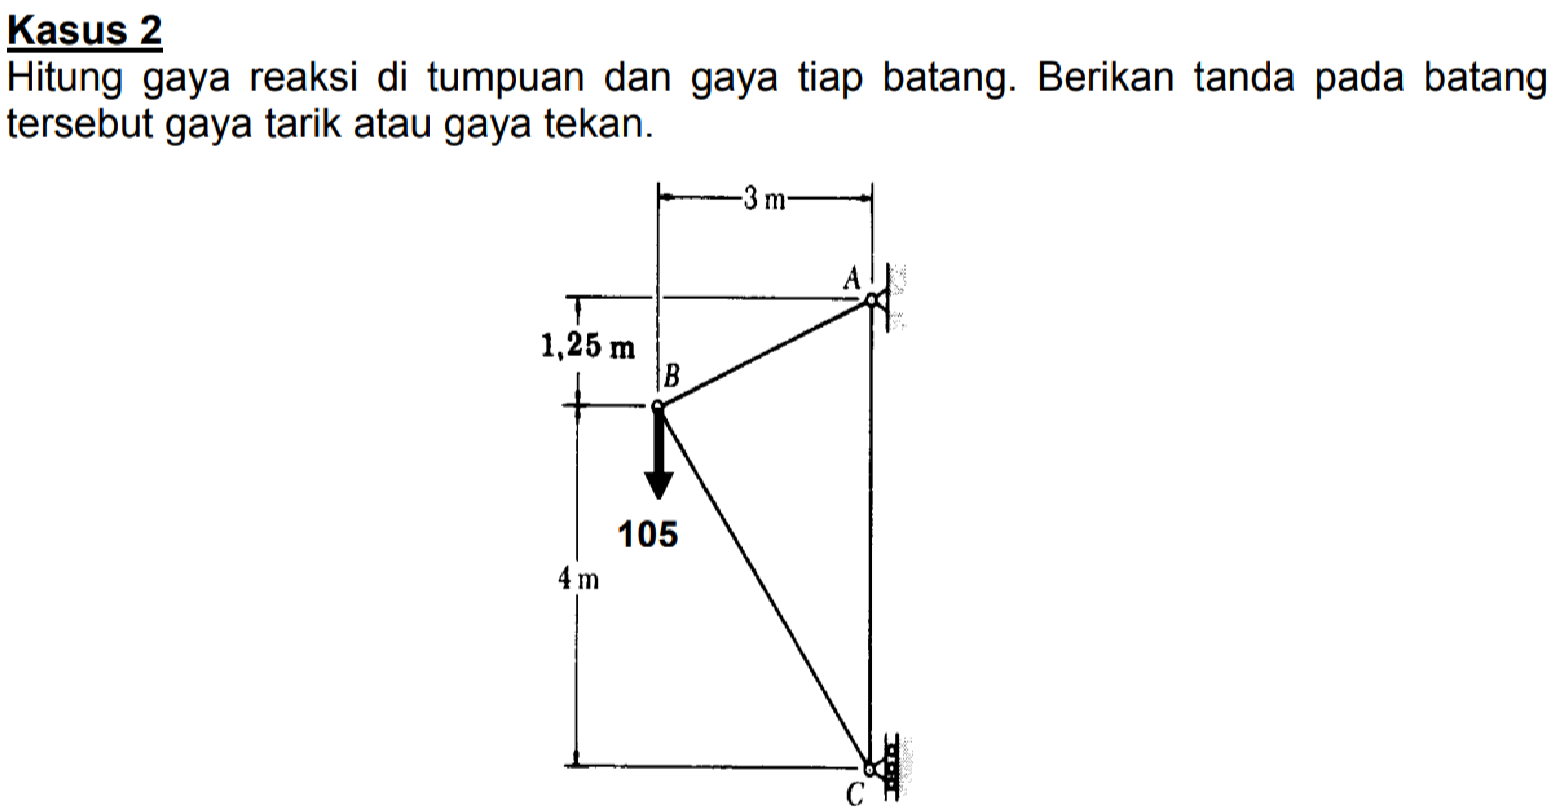 Kasus 2
Hitung gaya reaksi di tumpuan dan gaya tiap batang. Berikan tanda pada batang
tersebut gaya tarik atau gaya tekan.
3 m
A
1,25 m
B
105
4 m
C